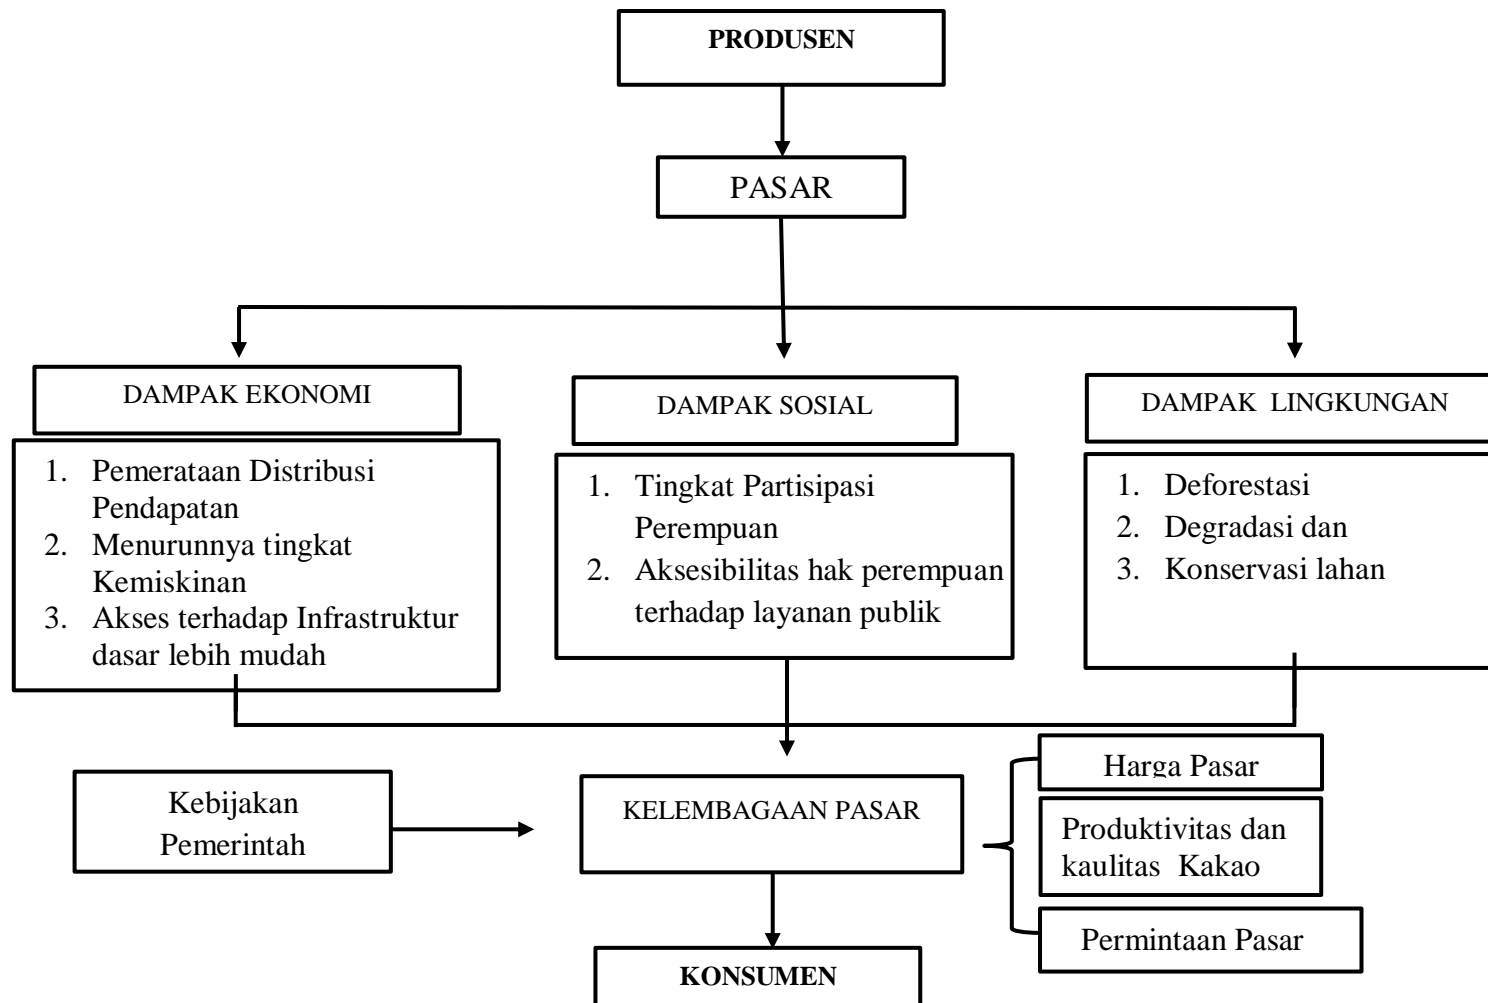 PRODUSEN
PASAR
DAMPAK EKONOMI
1. Pemerataan Distribusi
Pendapatan
2. Menurunnya tingkat
Kemiskinan
3. Akses terhadap Infrastruktur
dasar lebih mudah
DAMPAK SOSIAL
1. Tingkat Partisipasi
Perempuan
2. Aksesibilitas hak perempuan
terhadap layanan publik
DAMPAK LINGKUNGAN
1. Deforestasi
2. Degradasi dan
3. Konservasi lahan
Kebijakan
Pemerintah
KELEMBAGAAN PASAR
Harga Pasar
Produktivitas dan
kaulitas Kakao
Permintaan Pasar
KONSUMEN